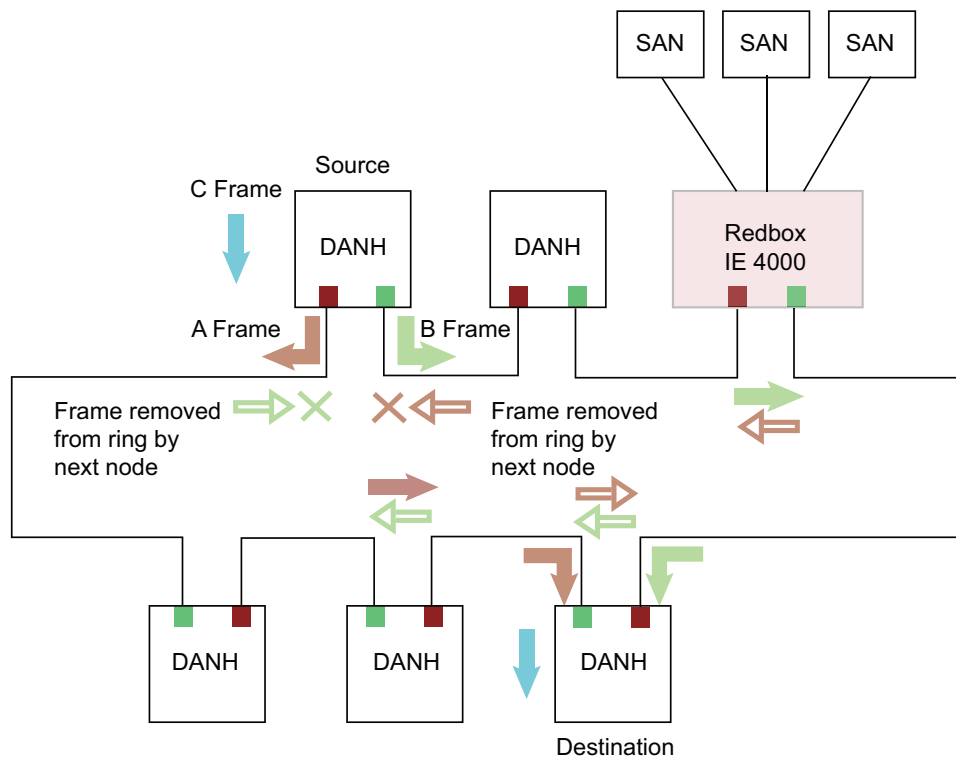 SAN
SAN
SAN
Source
C Frame
DANH
DANH
Redbox
IE 4000
A Frame
B Frame
Frame removed
from ring by
next node
Frame removed
from ring by
next node
DANH
DANH
DANH
Destination